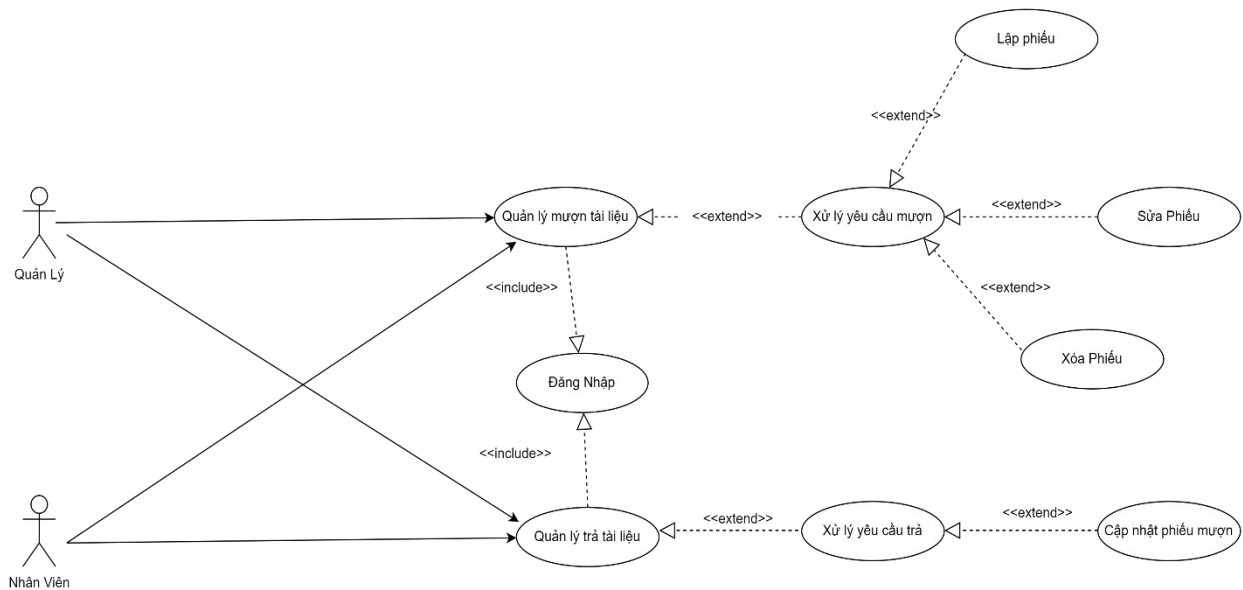 Lập phiếu
<<extend>>
Quản lý mượn tài liệu
<<extend>>
Xử lý yêu cầu mượn
<<extend>>
Sửa Phiếu
Quản Lý
<<include>>
<<extend>>
Xóa Phiếu
Đăng Nhập
<<include>>
Quản lý trả tài liệu
<<extend>>
Xử lý yêu cầu trả
<<extend>>
Cập nhật phiếu mượn
Nhân Viên